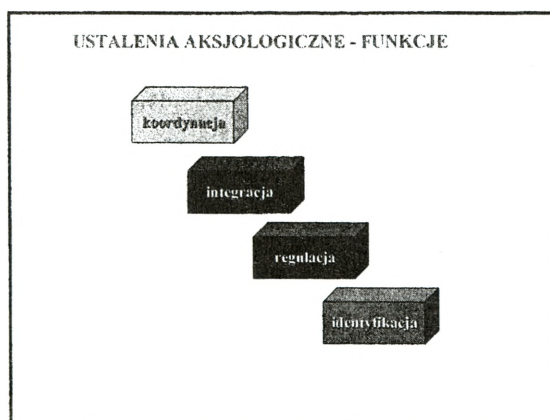 USTALENIA AKSJOLOGICZNE - FUNKCJE
koordynacja
integracja
regulacja
identyfikacja